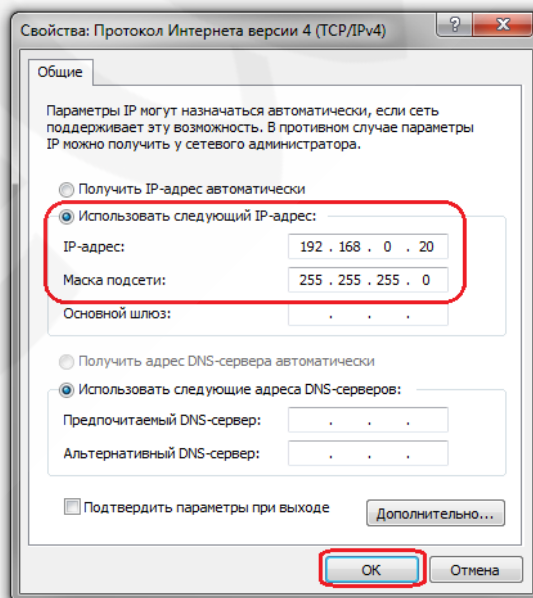 Свойства: Протокол Интернета версии 4 (TCP/IPv4)
Общие
Параметры IP могут назначаться автоматически, если сеть
поддерживает эту возможность. В противном случае параметры
IP можно получить у сетевого администратора.
Получить IP-адрес автоматически
Использовать следующий IP-адрес:
IP-адрес: 192 . 168 . 0 . 20
Маска подсети: 255 . 255 . 255 . 0
Основной шлюз: . . .
Получить адрес DNS-сервера автоматически
Использовать следующие адреса DNS-серверов:
Предпочитаемый DNS-сервер: . . .
Альтернативный DNS-сервер: . . .
Подтвердить параметры при выходе
Дополнительно...
ОК Отмена